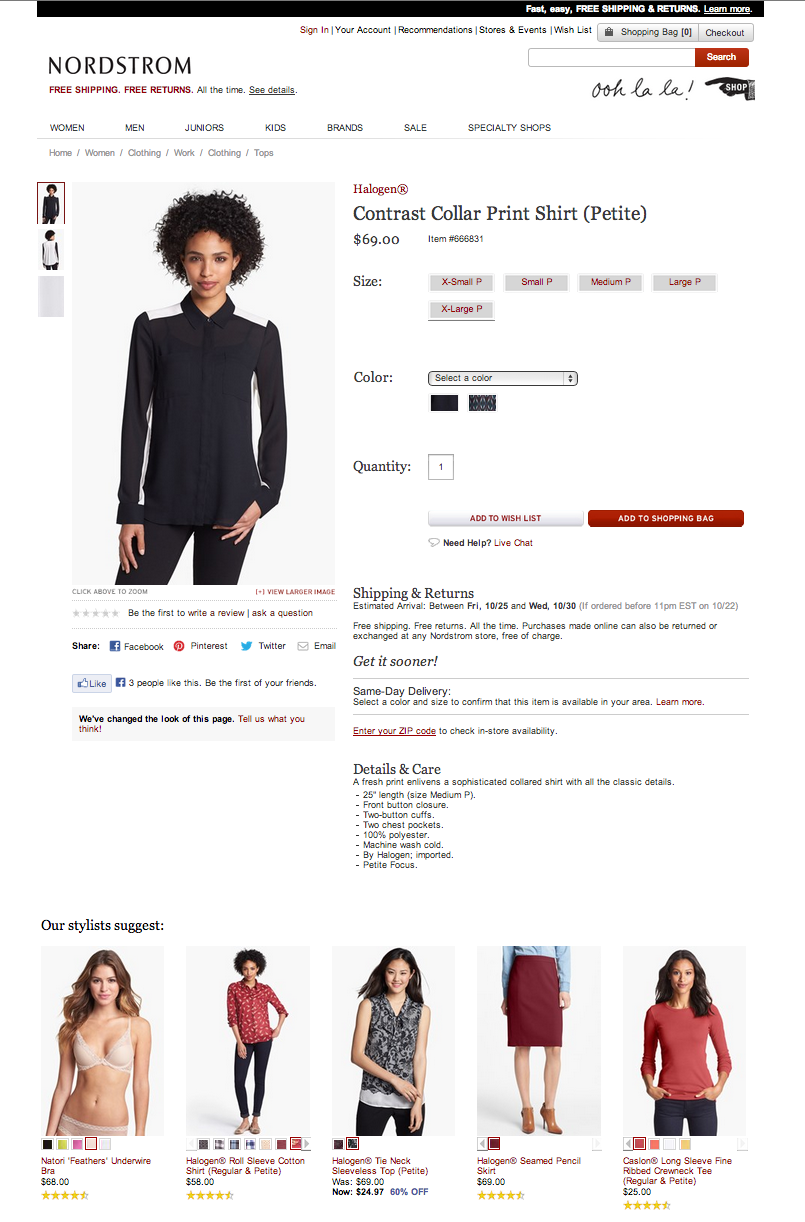 Fast, easy, FREE SHIPPING & RETURNS. Learn more.
Sign In | Your Account | Recommendations | Stores & Events | Wish List
Shopping Bag [0]
Checkout
Search
NORDSTROM
FREE SHIPPING. FREE RETURNS. All the time. See details.
ooh la la!
SHOP
WOMEN MEN JUNIORS KIDS BRANDS SALE SPECIALTY SHOPS
Home / Women / Clothing / Work / Clothing / Tops
Halogen®
Contrast Collar Print Shirt (Petite)
$69.00 Item #666831
Size: X-Small P Small P Medium P Large P
X-Large P
Color: Select a color
Quantity: 1
ADD TO WISH LIST ADD TO SHOPPING BAG
Need Help? Live Chat
CLICK ABOVE TO ZOOM [+] VIEW LARGER IMAGE
Be the first to write a review | ask a question
Share: Facebook Pinterest Twitter Email
Like 3 people like this. Be the first of your friends.
We've changed the look of this page. Tell us what you
think!
Shipping & Returns
Estimated Arrival: Between Fri, 10/25 and Wed, 10/30 (If ordered before 11pm EST on 10/22)
Free shipping. Free returns. All the time. Purchases made online can also be returned or
exchanged at any Nordstrom store, free of charge.
Get it sooner!
Same-Day Delivery:
Select a color and size to confirm that this item is available in your area. Learn more.
Enter your ZIP code to check in-store availability.
Details & Care
A fresh print enlivens a sophisticated collared shirt with all the classic details.
- 25" length (size Medium P).
- Front button closure.
- Two-button cuffs.
- Two chest pockets.
- 100% polyester.
- Machine wash cold.
- By Halogen; imported.
- Petite Focus.
Our stylists suggest:
Natori 'Feathers' Underwire
Bra
$68.00
Halogen® Roll Sleeve Cotton
Shirt (Regular & Petite)
$58.00
Halogen® Tie Neck
Sleeveless Top (Petite)
Was: $69.00
Now: $24.97 60% OFF
Halogen® Seamed Pencil
Skirt
$69.00
Caslon® Long Sleeve Fine
Ribbed Crewneck Tee
(Regular & Petite)
$25.00